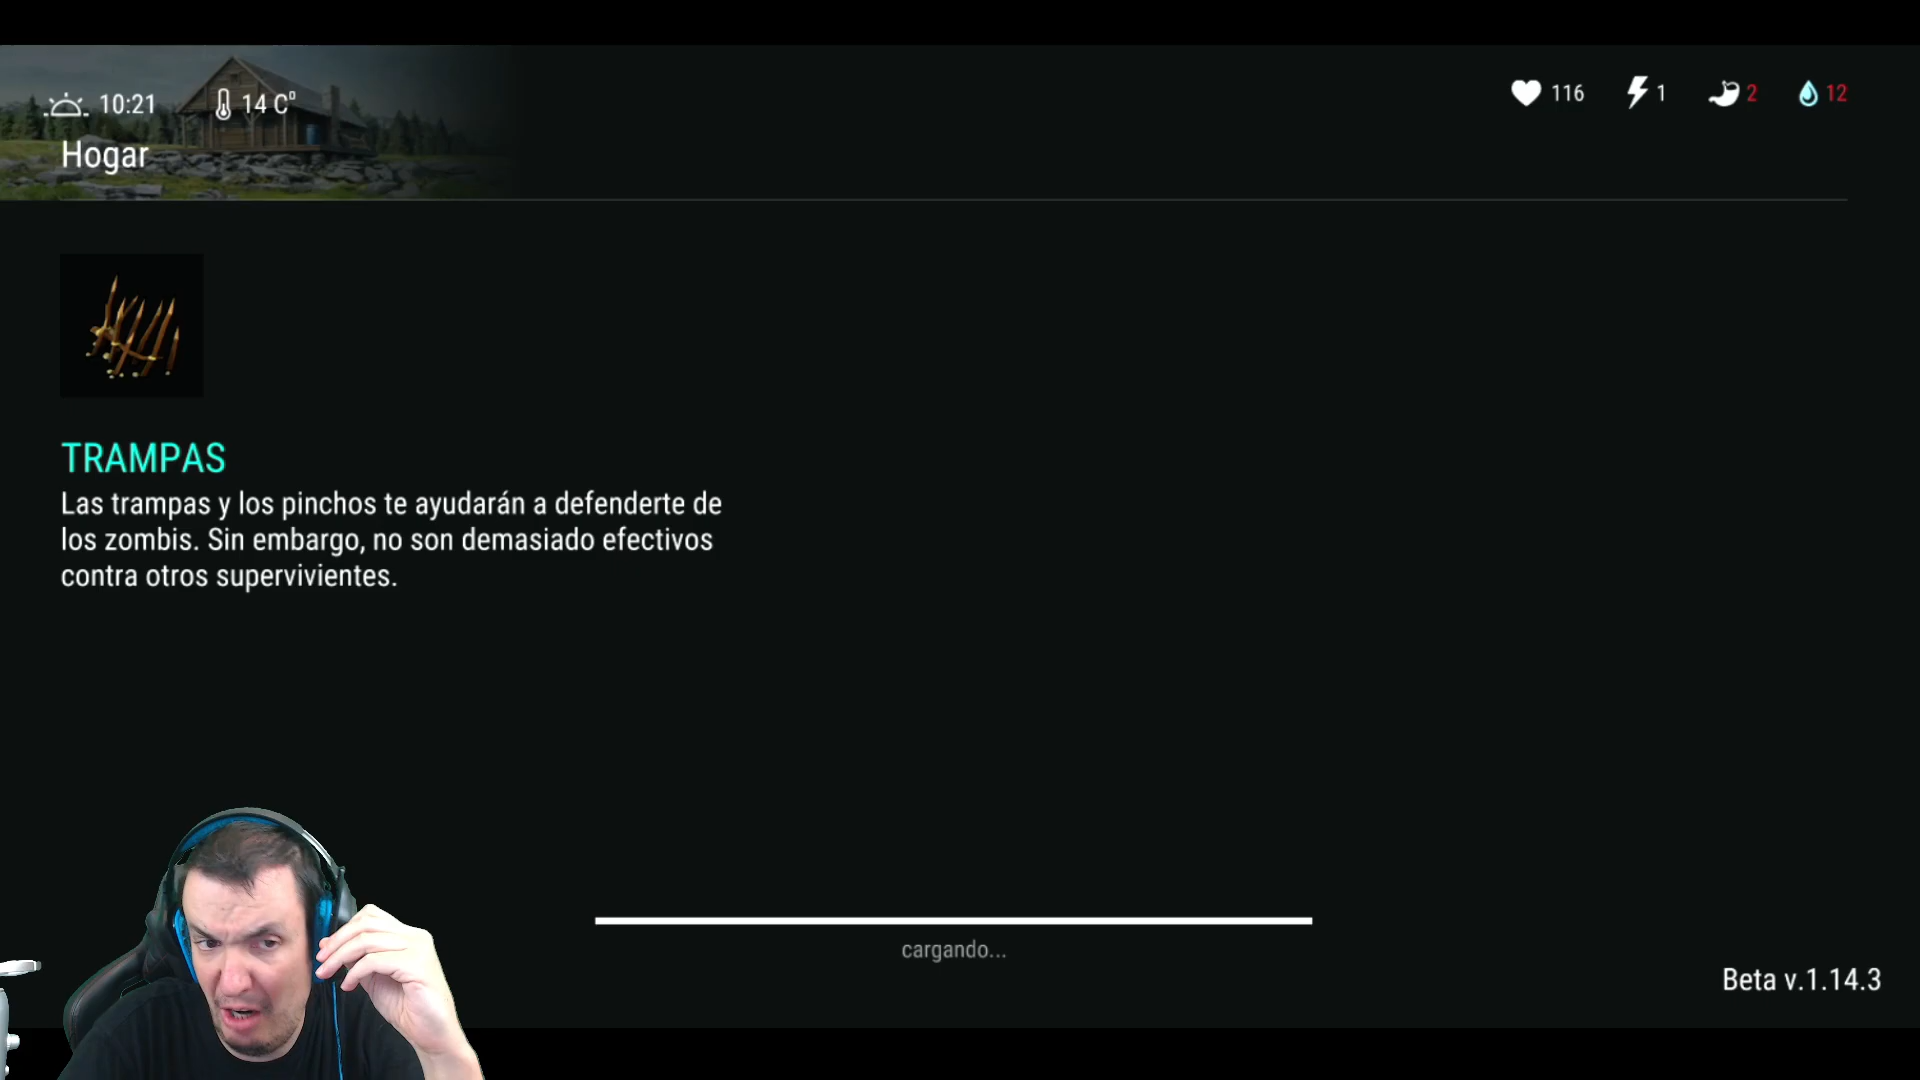 10:21
14 C°
116
1
2
12
Hogar
TRAMPAS
Las trampas y los pinchos te ayudarán a defenderte de
los zombis. Sin embargo, no son demasiado efectivos
contra otros supervivientes.
cargando...
Beta v.1.14.3